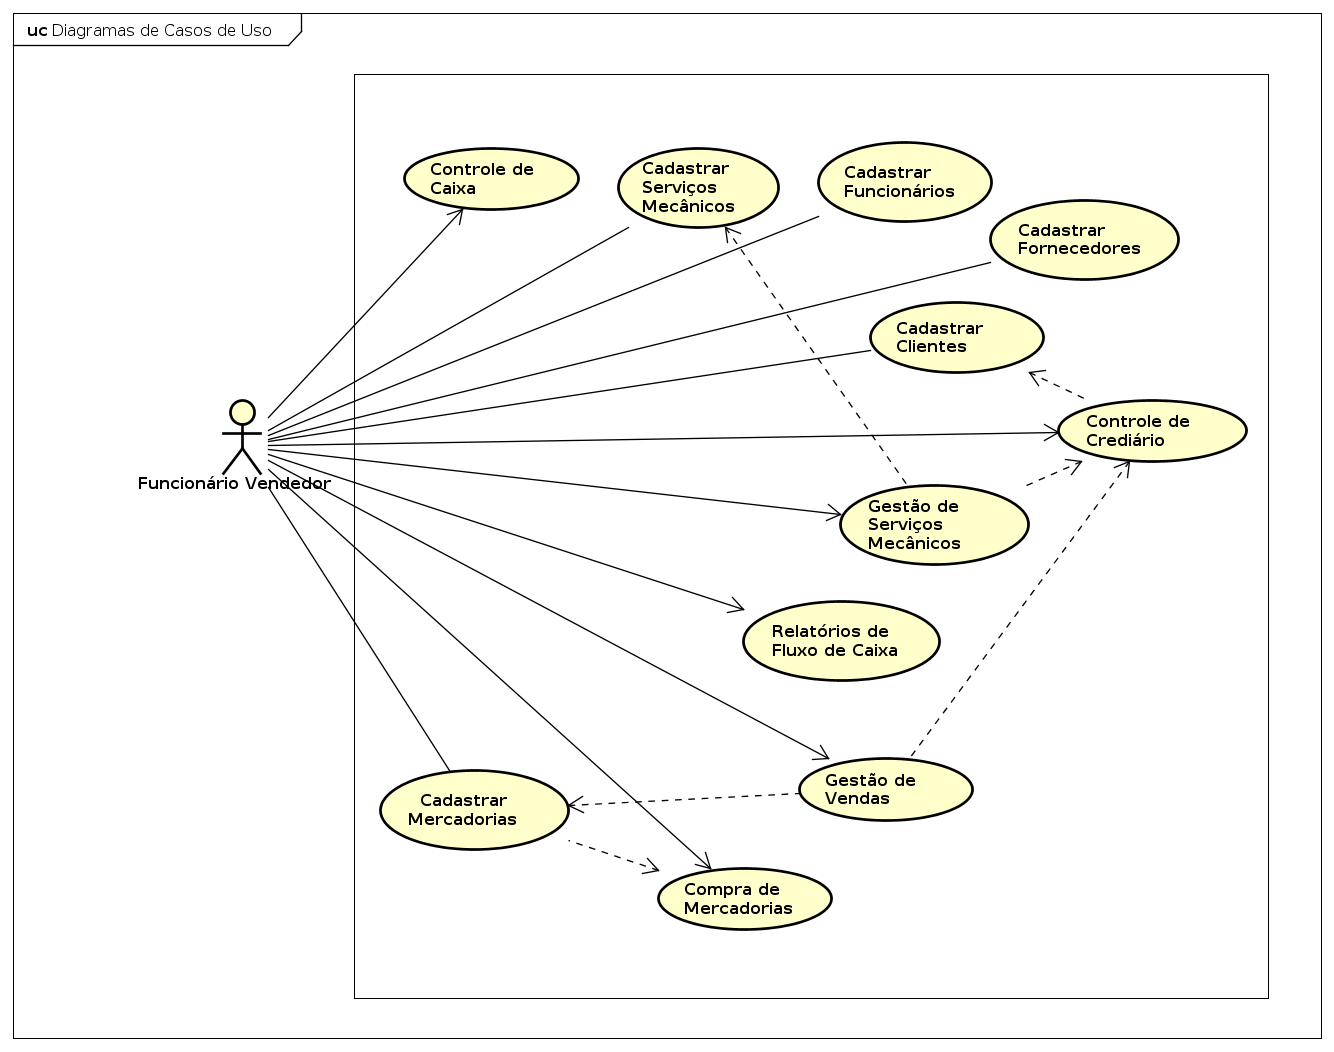 uc Diagramas de Casos de Uso
Controle de
Caixa
Cadastrar
Serviços
Mecânicos
Cadastrar
Funcionários
Cadastrar
Fornecedores
Cadastrar
Clientes
Controle de
Crediário
Funcionário Vendedor
Gestão de
Serviços
Mecânicos
Relatórios de
Fluxo de Caixa
Gestão de
Vendas
Cadastrar
Mercadorias
Compra de
Mercadorias